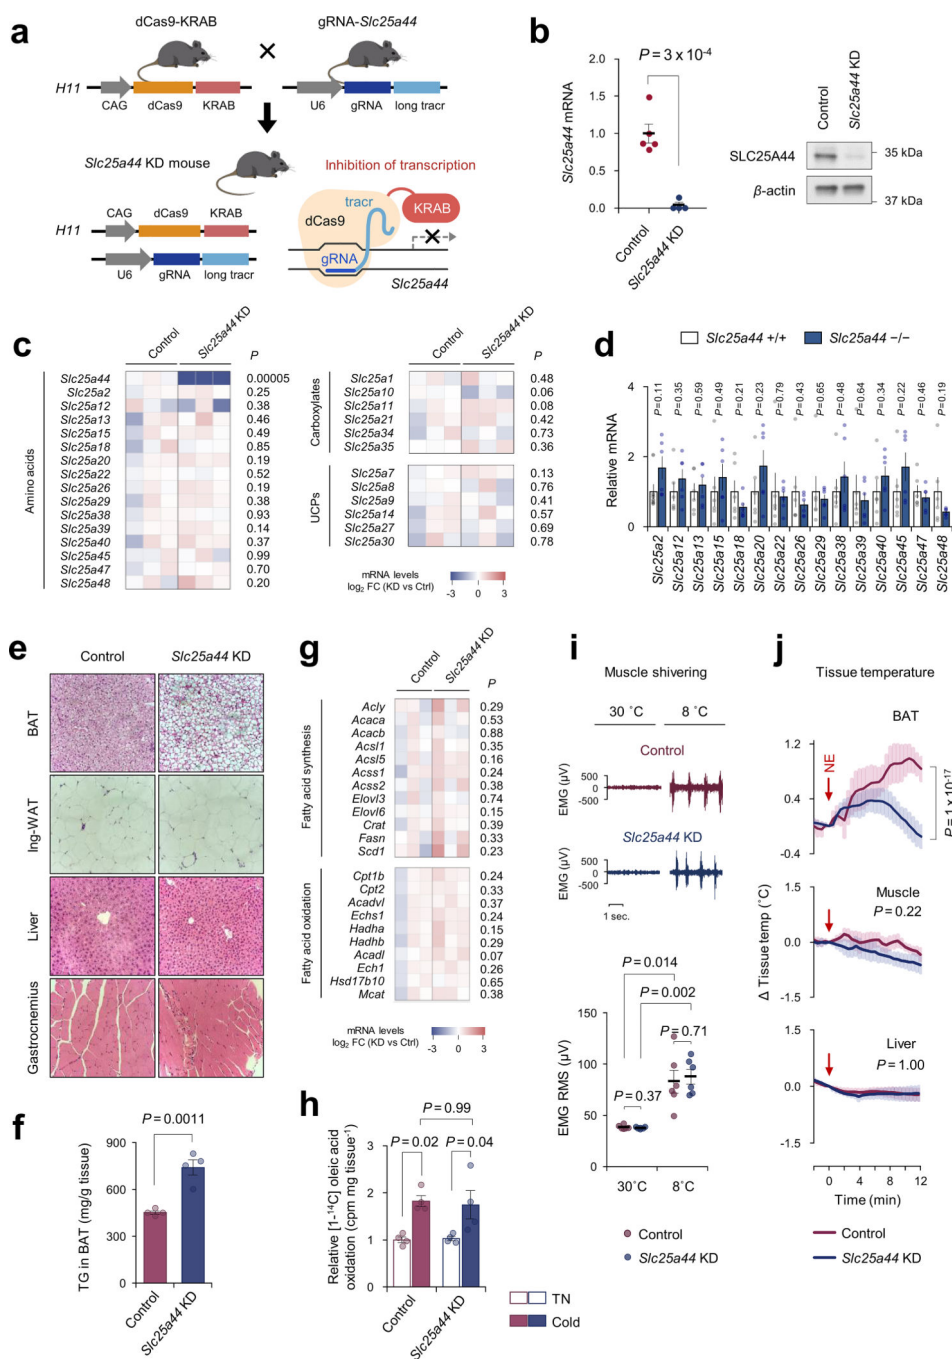 a
dCas9-KRAB
gRNA-Slc25a44
H11
CAG
dCas9
KRAB
U6
gRNA
long tracr
Slc25a44 KD mouse
Inhibition of transcription
CAG
dCas9
KRAB
H11
U6
gRNA
long tracr
tracr
dCas9
KRAB
gRNA
Slc25a44
b
P = 3 x 10-4
Slc25a44 mRNA
2.0
1.5
1.0
0.5
0.0
Control
Slc25a44 KD
Control
Slc25a44 KD
SLC25A44
35 kDa
β-actin
37 kDa
c
Control
Slc25a44 KD
P
Amino acids
Slc25a44 0.00005
Slc25a2 0.25
Slc25a12 0.38
Slc25a13 0.46
Slc25a15 0.49
Slc25a18 0.85
Slc25a20 0.19
Slc25a22 0.52
Slc25a26 0.19
Slc25a29 0.38
Slc25a38 0.93
Slc25a39 0.14
Slc25a40 0.37
Slc25a45 0.99
Slc25a47 0.70
Slc25a48 0.20
Control
Slc25a44 KD
P
Carboxylates
Slc25a1 0.48
Slc25a10 0.06
Slc25a11 0.08
Slc25a21 0.42
Slc25a34 0.73
Slc25a35 0.36
UCPs
Slc25a7 0.13
Slc25a8 0.76
Slc25a9 0.41
Slc25a14 0.57
Slc25a27 0.69
Slc25a30 0.78
mRNA levels
log2 FC (KD vs Ctrl)
-3 0 3
d
Slc25a44 +/+
Slc25a44 −/−
Relative mRNA
4
2
0
P=0.11
P=0.35
P=0.59
P=0.49
P=0.21
P=0.23
P=0.79
P=0.43
P=0.65
P=0.48
P=0.64
P=0.34
P=0.22
P=0.46
P=0.19
Slc25a2
Slc25a12
Slc25a13
Slc25a15
Slc25a18
Slc25a20
Slc25a22
Slc25a26
Slc25a29
Slc25a38
Slc25a39
Slc25a40
Slc25a45
Slc25a47
Slc25a48
e
Control
Slc25a44 KD
BAT
Ing-WAT
Liver
Gastrocnemius
f
P = 0.0011
TG in BAT (mg/g tissue)
900
600
300
0
Control
Slc25a44 KD
g
Control
Slc25a44 KD
P
Fatty acid synthesis
Acly 0.29
Acaca 0.53
Acacb 0.88
Acsl1 0.35
Acsl5 0.16
Acss1 0.24
Acss2 0.38
Elovl3 0.74
Elovl6 0.15
Crat 0.39
Fasn 0.33
Scd1 0.23
Fatty acid oxidation
Cpt1b 0.24
Cpt2 0.33
Acadvl 0.37
Echs1 0.24
Hadha 0.15
Hadhb 0.29
Acadl 0.07
Ech1 0.26
Hsd17b10 0.65
Mcat 0.38
mRNA levels
log2 FC (KD vs Ctrl)
-3 0 3
h
P = 0.99
P = 0.02
P = 0.04
Relative [1-14C] oleic acid
oxidation (cpm mg tissue-1)
3
2
1
0
Control
Slc25a44 KD
TN
Cold
i
Muscle shivering
30 ˚C
8 ˚C
Control
EMG (µV)
500
0
-500
Slc25a44 KD
EMG (µV)
500
0
-500
1 sec.
P = 0.014
P = 0.002
P = 0.71
P = 0.37
EMG RMS (µV)
150
100
50
0
30˚C
8˚C
Control
Slc25a44 KD
j
Tissue temperature
BAT
NE
1.2
0.4
-0.4
P = 1 x 10-17
Muscle
P = 0.22
Δ Tissue temp (˚C)
1.5
0.0
-1.5
Liver
P = 1.00
1.5
0.0
-1.5
0 4 8 12
Time (min)
Control
Slc25a44 KD